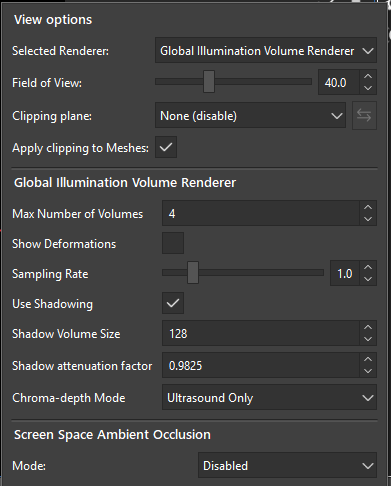 View options
Selected Renderer: Global Illumination Volume Renderer
Field of View: 40.0
Clipping plane: None (disable)
Apply clipping to Meshes:
Global Illumination Volume Renderer
Max Number of Volumes 4
Show Deformations
Sampling Rate 1.0
Use Shadowing
Shadow Volume Size 128
Shadow attenuation factor 0.9825
Chroma-depth Mode Ultrasound Only
Screen Space Ambient Occlusion
Mode: Disabled